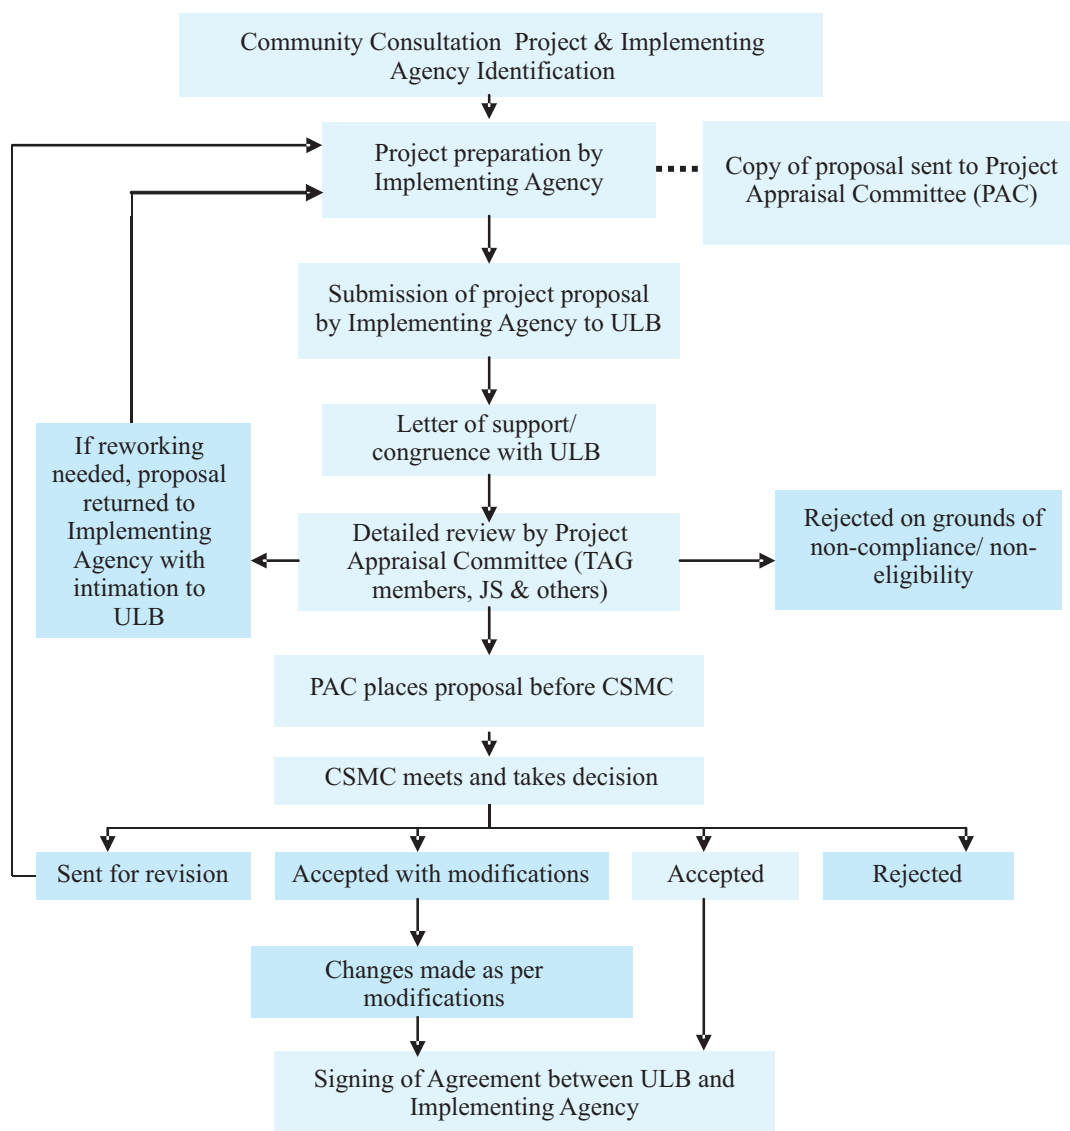 Community Consultation Project & Implementing
Agency Identification
Project preparation by
Implementing Agency
Copy of proposal sent to Project
Appraisal Committee (PAC)
Submission of project proposal
by Implementing Agency to ULB
Letter of support/
congruence with ULB
If reworking
needed, proposal
returned to
Implementing
Agency with
intimation to
ULB
Detailed review by Project
Appraisal Committee (TAG
members, JS & others)
Rejected on grounds of
non-compliance/ non-
eligibility
PAC places proposal before CSMC
CSMC meets and takes decision
Sent for revision
Accepted with modifications
Accepted
Rejected
Changes made as per
modifications
Signing of Agreement between ULB and
Implementing Agency